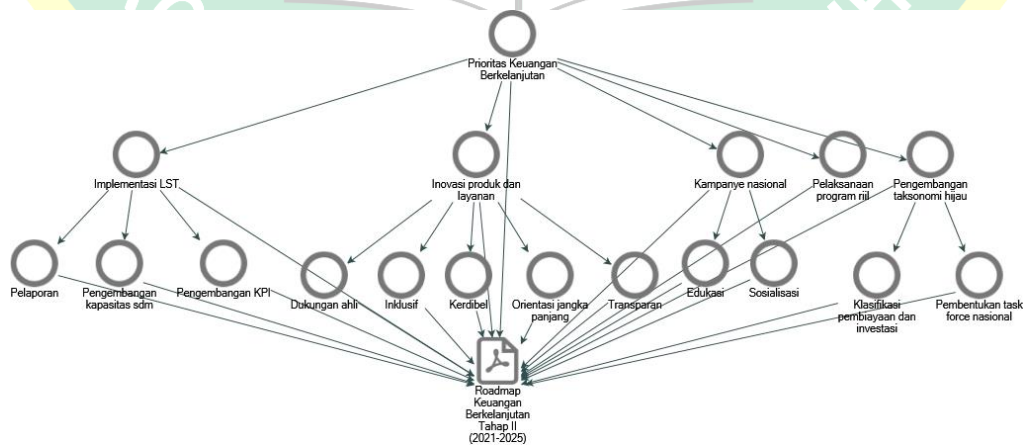 Prioritas Keuangan
Berkelanjutan
Implementasi LST
Inovasi produk dan
layanan
Kampanye nasional
Pelaksanaan
program riil
Pengembangan
taksonomi hijau
Pelaporan
Pengembangan
kapasitas sdm
Pengembangan KPI
Dukungan ahli
Inklusif
Kerdibel
Orientasi jangka
panjang
Transparan
Edukasi
Sosialisasi
Klasifikasi
pembiayaan dan
investasi
Pembentukan task
force nasional
Roadmap
Keuangan
Berkelanjutan
Tahap II
(2021-2025)